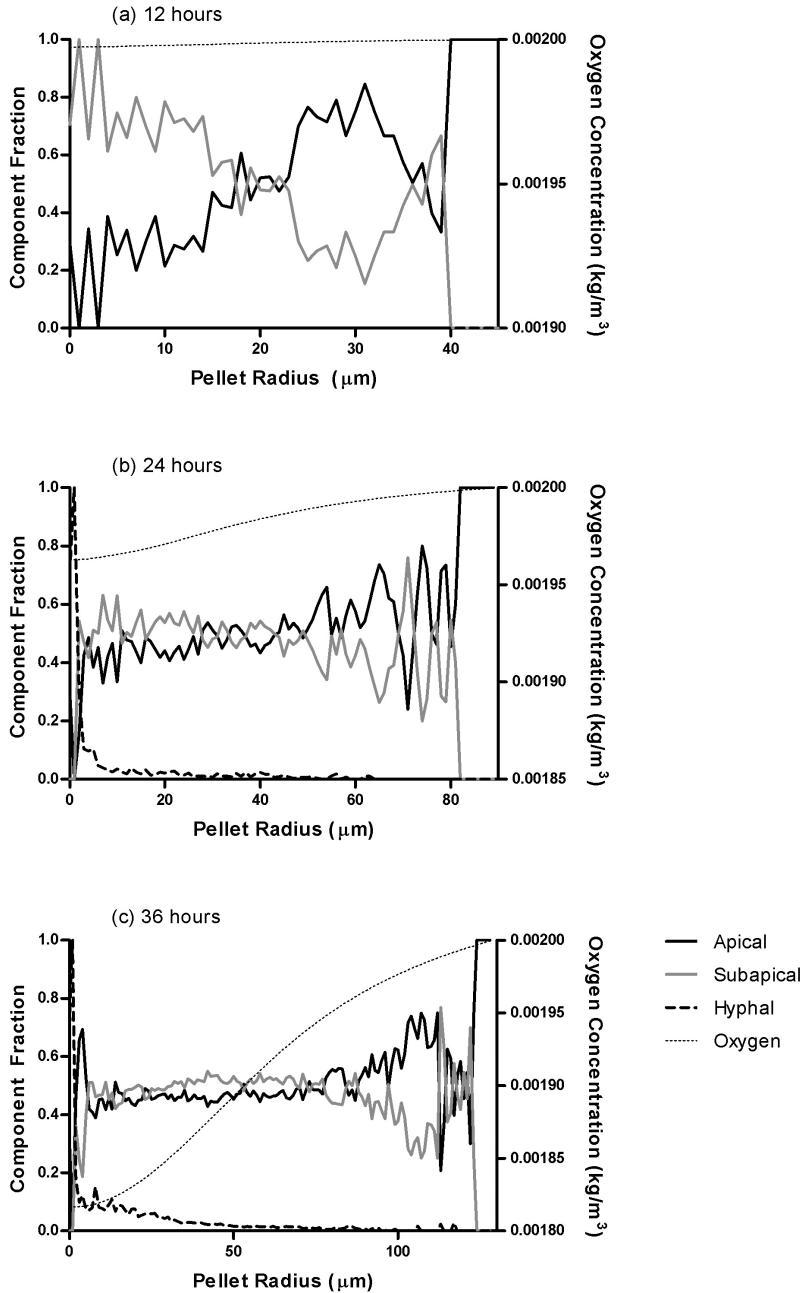 (a) 12 hours
Component Fraction
1.0
0.8
0.6
0.4
0.2
0.0
0.00200
0.00195
0.00190
Oxygen Concentration (kg/m³)
0 10 20 30 40
Pellet Radius (μm)
(b) 24 hours
Component Fraction
1.0
0.8
0.6
0.4
0.2
0.0
0.00200
0.00195
0.00190
0.00185
Oxygen Concentration (kg/m³)
0 20 40 60 80
Pellet Radius (μm)
(c) 36 hours
Component Fraction
1.0
0.8
0.6
0.4
0.2
0.0
0.00200
0.00195
0.00190
0.00185
0.00180
Oxygen Concentration (kg/m³)
0 50 100
Pellet Radius (μm)
Apical
Subapical
Hyphal
Oxygen